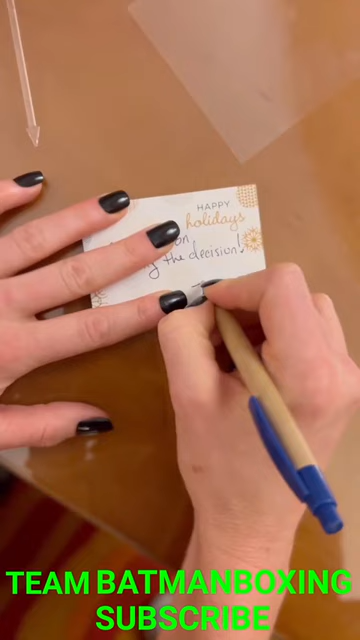 HAPPY
holidays
on
the decision!
TEAM BATMANBOXING
SUBSCRIBE